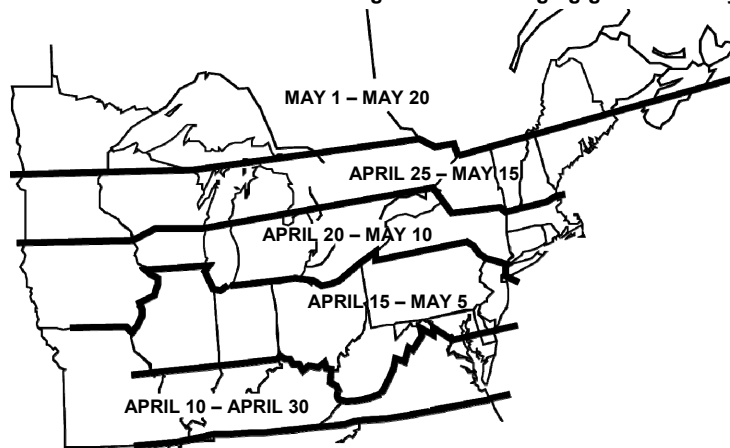 MAY 1 – MAY 20
APRIL 25 – MAY 15
APRIL 20 – MAY 10
APRIL 15 – MAY 5
APRIL 10 – APRIL 30